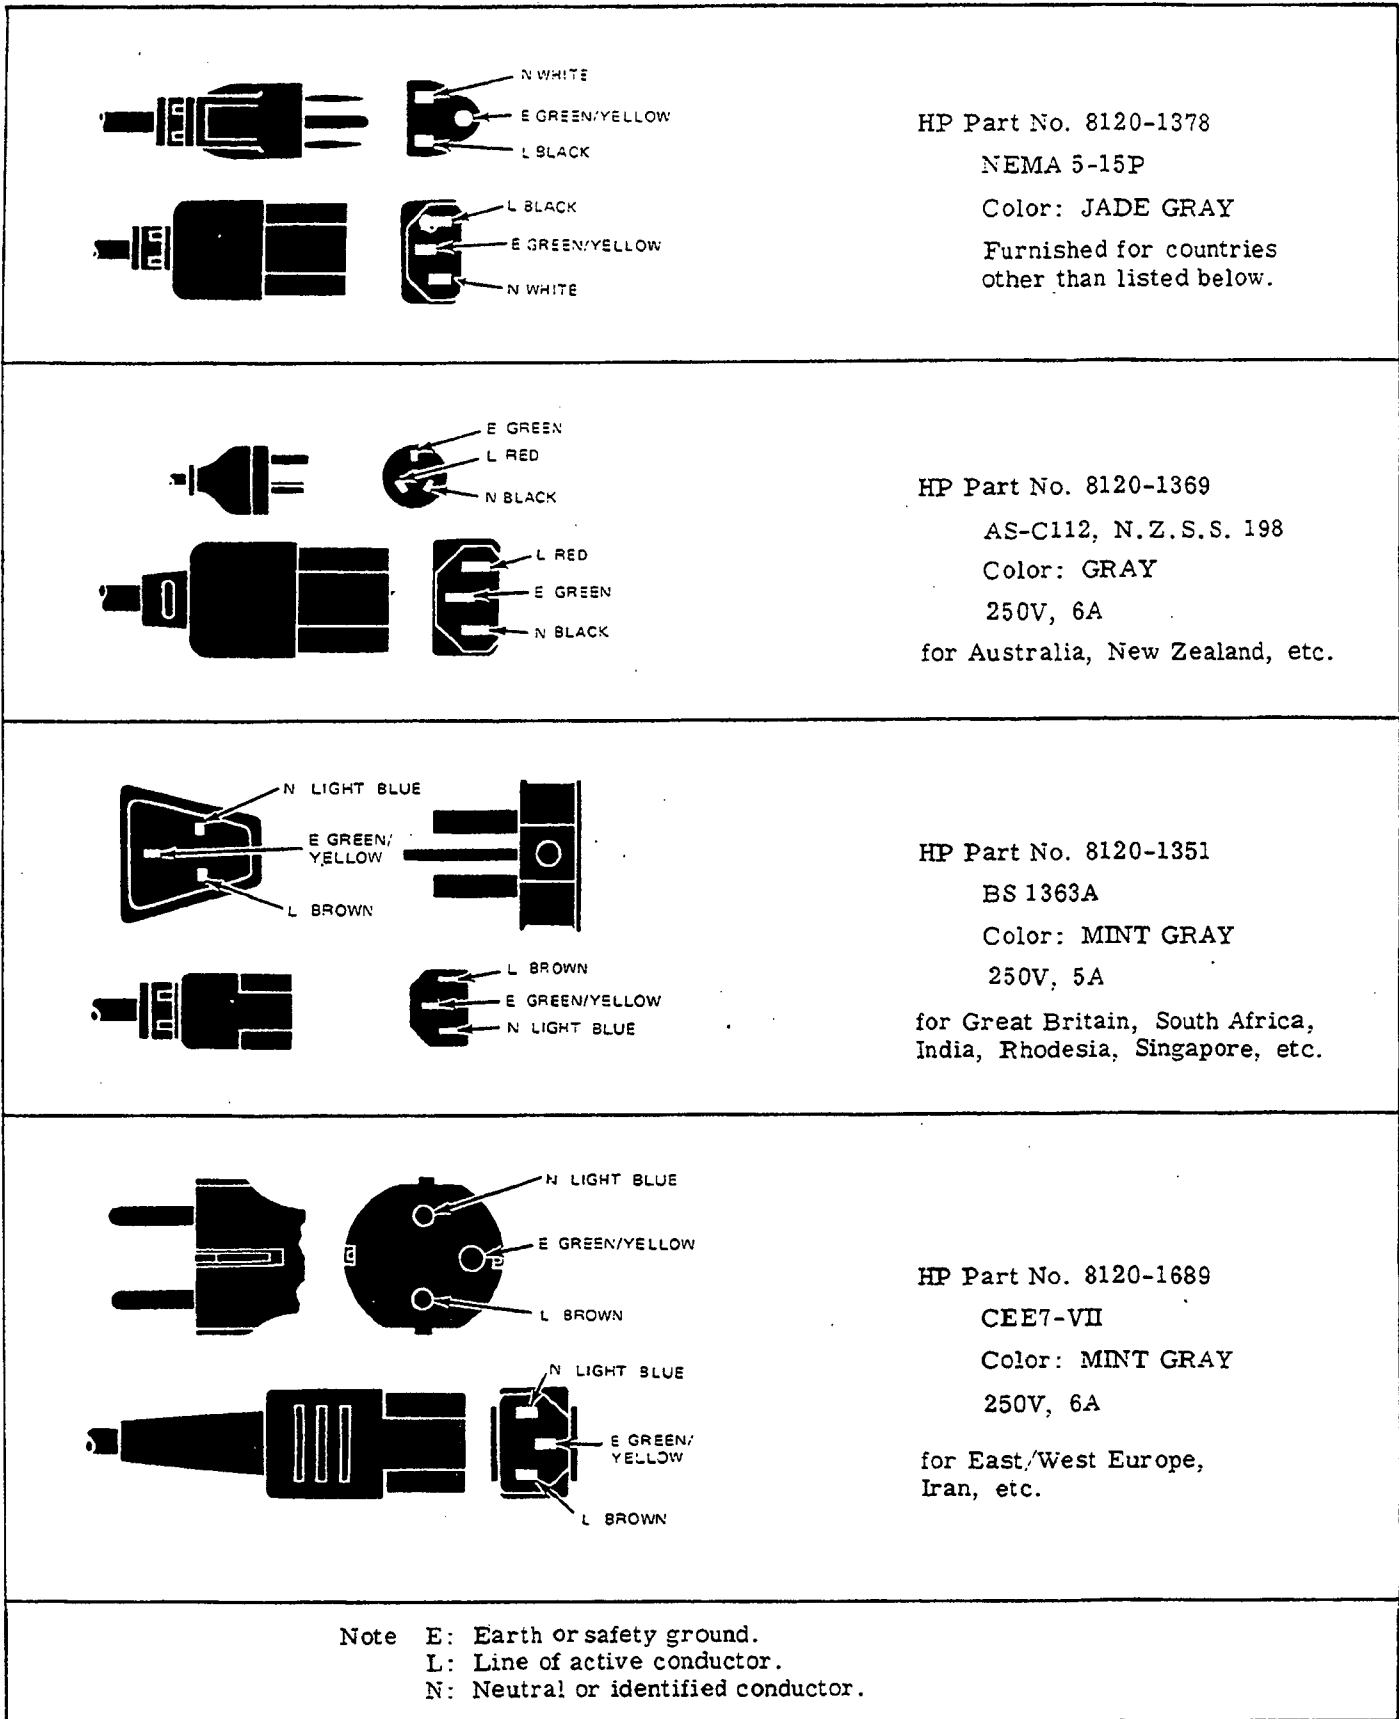 N WHITE
E GREEN/YELLOW
L BLACK
L BLACK
E GREEN/YELLOW
N WHITE
HP Part No. 8120-1378
NEMA 5-15P
Color: JADE GRAY
Furnished for countries
other than listed below.
E GREEN
L RED
N BLACK
L RED
E GREEN
N BLACK
HP Part No. 8120-1369
AS-C112, N.Z.S.S. 198
Color: GRAY
250V, 6A
for Australia, New Zealand, etc.
N LIGHT BLUE
E GREEN/
YELLOW
L BROWN
L BROWN
E GREEN/YELLOW
N LIGHT BLUE
HP Part No. 8120-1351
BS 1363A
Color: MINT GRAY
250V, 5A
for Great Britain, South Africa,
India, Rhodesia, Singapore, etc.
N LIGHT BLUE
E GREEN/YELLOW
L BROWN
N LIGHT BLUE
E GREEN/
YELLOW
L BROWN
HP Part No. 8120-1689
CEE7-VII
Color: MINT GRAY
250V, 6A
for East/West Europe,
Iran, etc.
Note E: Earth or safety ground.
L: Line of active conductor.
N: Neutral or identified conductor.